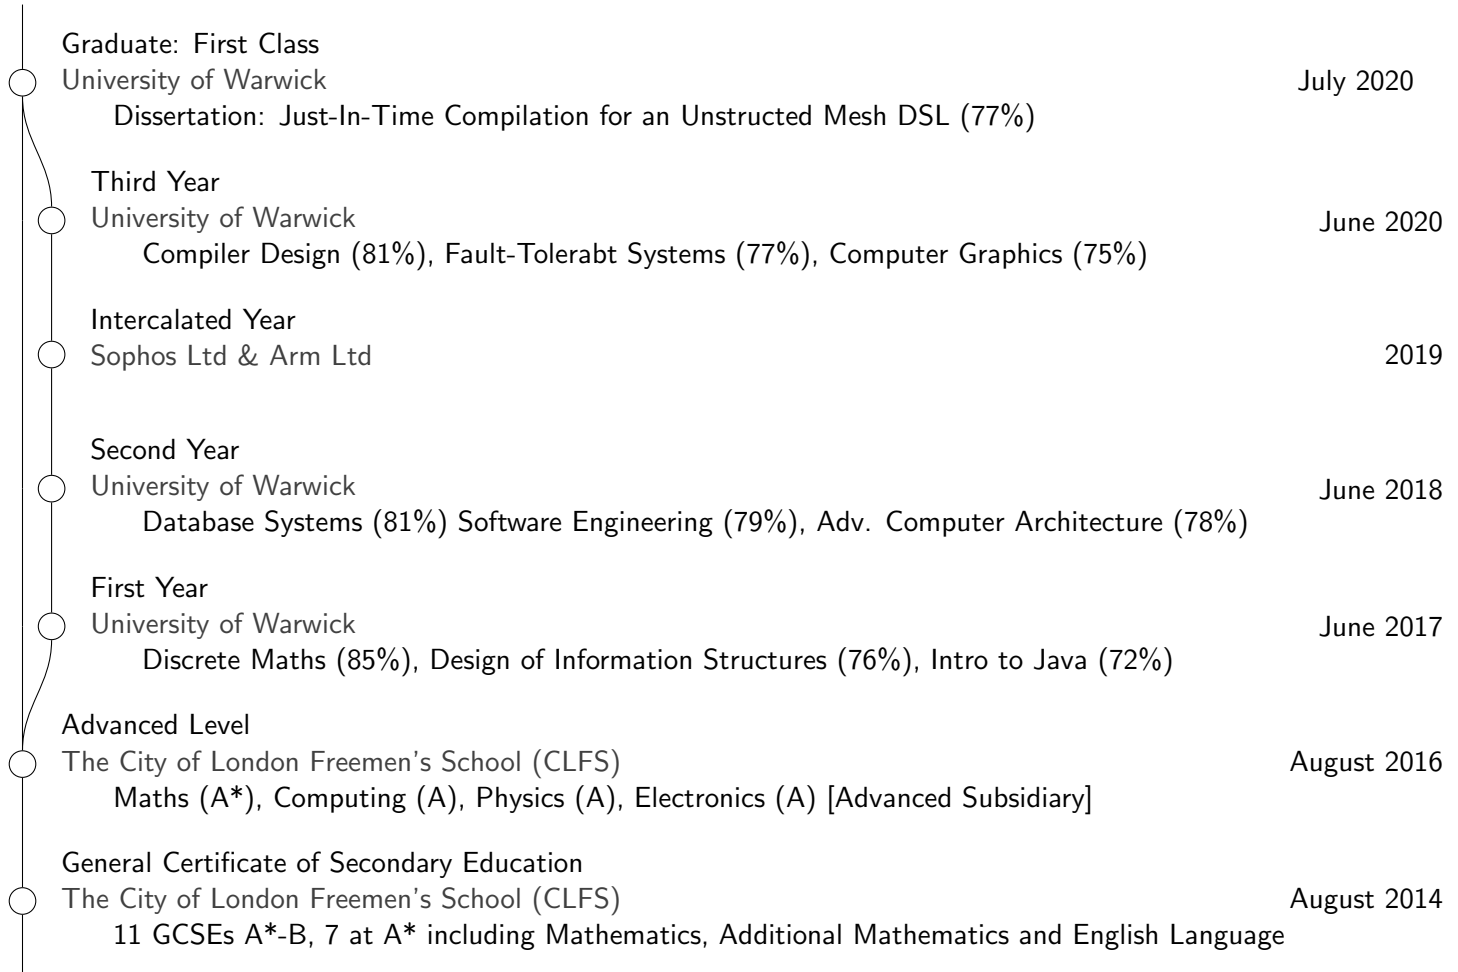 Graduate: First Class
University of Warwick
July 2020
Dissertation: Just-In-Time Compilation for an Unstructed Mesh DSL (77%)
Third Year
University of Warwick
June 2020
Compiler Design (81%), Fault-Tolerabt Systems (77%), Computer Graphics (75%)
Intercalated Year
Sophos Ltd & Arm Ltd
2019
Second Year
University of Warwick
June 2018
Database Systems (81%) Software Engineering (79%), Adv. Computer Architecture (78%)
First Year
University of Warwick
June 2017
Discrete Maths (85%), Design of Information Structures (76%), Intro to Java (72%)
Advanced Level
The City of London Freemen's School (CLFS)
August 2016
Maths (A*), Computing (A), Physics (A), Electronics (A) [Advanced Subsidiary]
General Certificate of Secondary Education
The City of London Freemen's School (CLFS)
August 2014
11 GCSEs A*-B, 7 at A* including Mathematics, Additional Mathematics and English Language